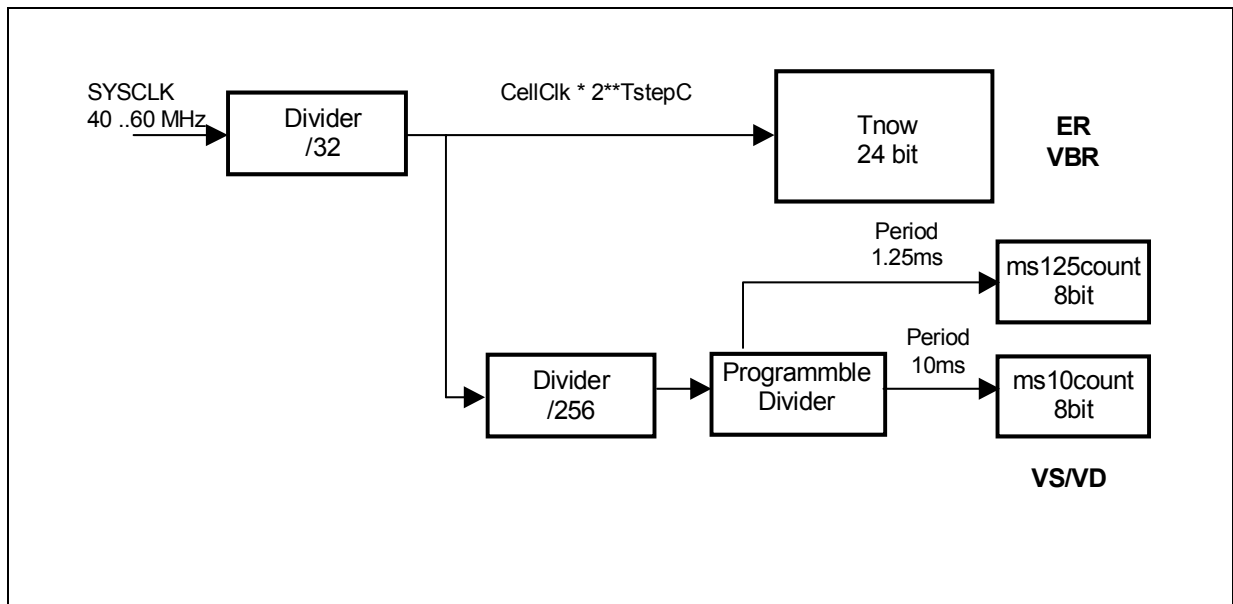 SYSCLK
40 ..60 MHz
Divider
/32
CellClk * 2**TstepC
Tnow
24 bit
ER
VBR
Period
1.25ms
ms125count
8bit
Divider
/256
Programmble
Divider
Period
10ms
ms10count
8bit
VS/VD